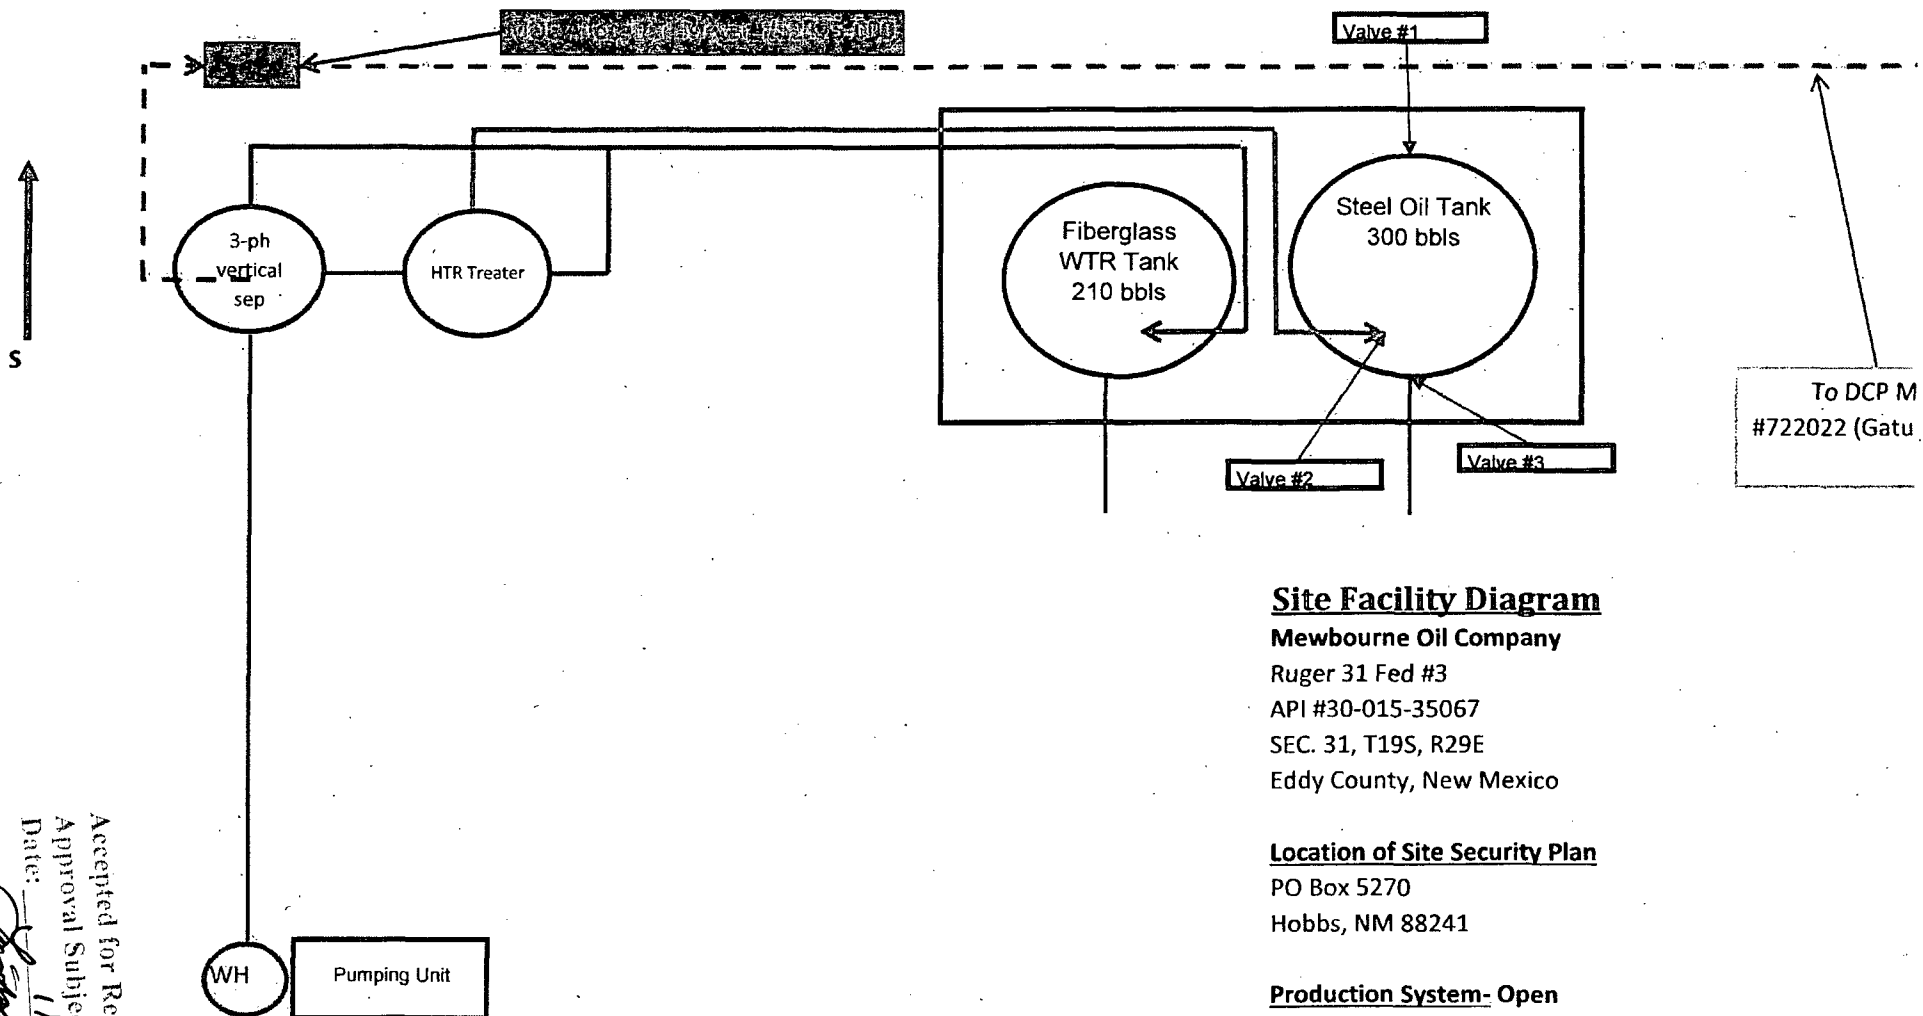 Valve #1
3-ph
vertical
sep
HTR Treater
Fiberglass
WTR Tank
210 bbls
Steel Oil Tank
300 bbls
S
To DCP M
#722022 (Gatu
Valve #2
Valve #3
Site Facility Diagram
Mewbourne Oil Company
Ruger 31 Fed #3
API #30-015-35067
SEC. 31, T19S, R29E
Eddy County, New Mexico
Location of Site Security Plan
PO Box 5270
Hobbs, NM 88241
Production System- Open
WH
Pumping Unit
Accepted for Re
Approval Subje
Date: